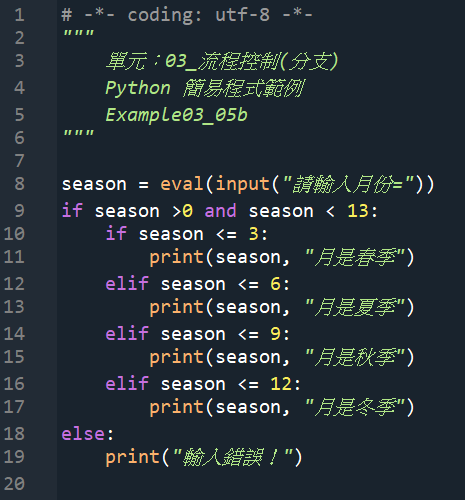 1 # -*- coding: utf-8 -*-
2 """
3 單元：03_流程控制(分支)
4 Python 簡易程式範例
5 Example03_05b
6 """
7
8 season = eval(input("請輸入月份="))
9 if season >0 and season < 13:
10 if season <= 3:
11 print(season, "月是春季")
12 elif season <= 6:
13 print(season, "月是夏季")
14 elif season <= 9:
15 print(season, "月是秋季")
16 elif season <= 12:
17 print(season, "月是冬季")
18 else:
19 print("輸入錯誤！")
20